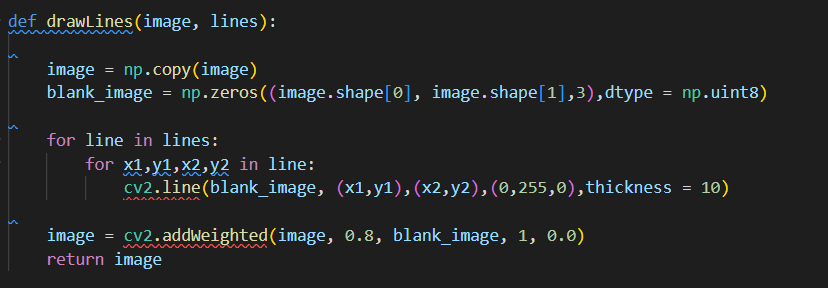 def drawLines(image, lines):
    image = np.copy(image)
    blank_image = np.zeros((image.shape[0], image.shape[1],3),dtype = np.uint8)
    for line in lines:
        for x1,y1,x2,y2 in line:
            cv2.line(blank_image, (x1,y1),(x2,y2),(0,255,0),thickness = 10)
    image = cv2.addWeighted(image, 0.8, blank_image, 1, 0.0)
    return image